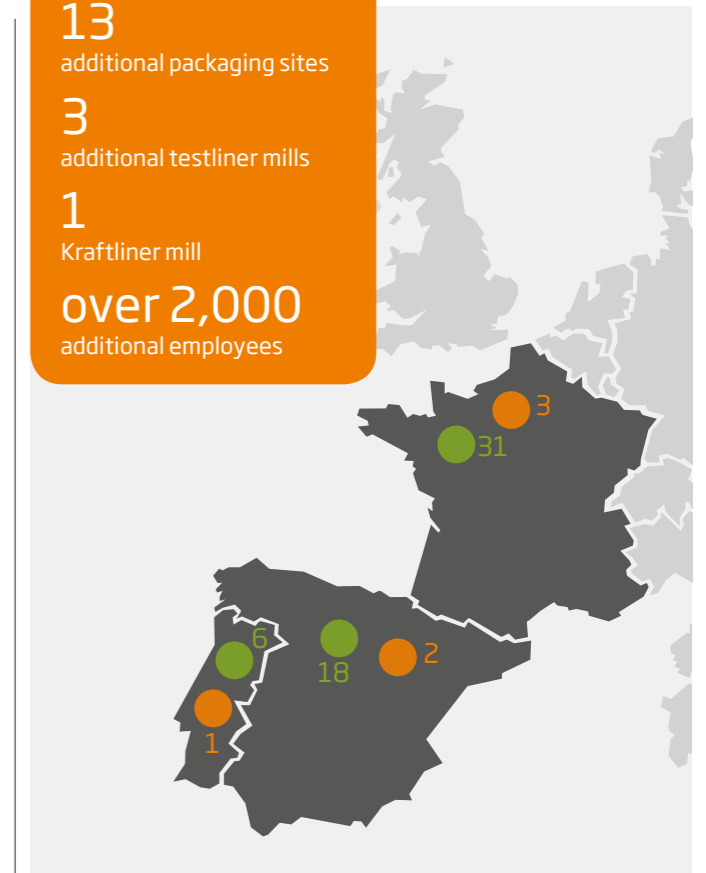 13
additional packaging sites
3
additional testliner mills
1
Kraftliner mill
over 2,000
additional employees
3
31
6
18
2
1